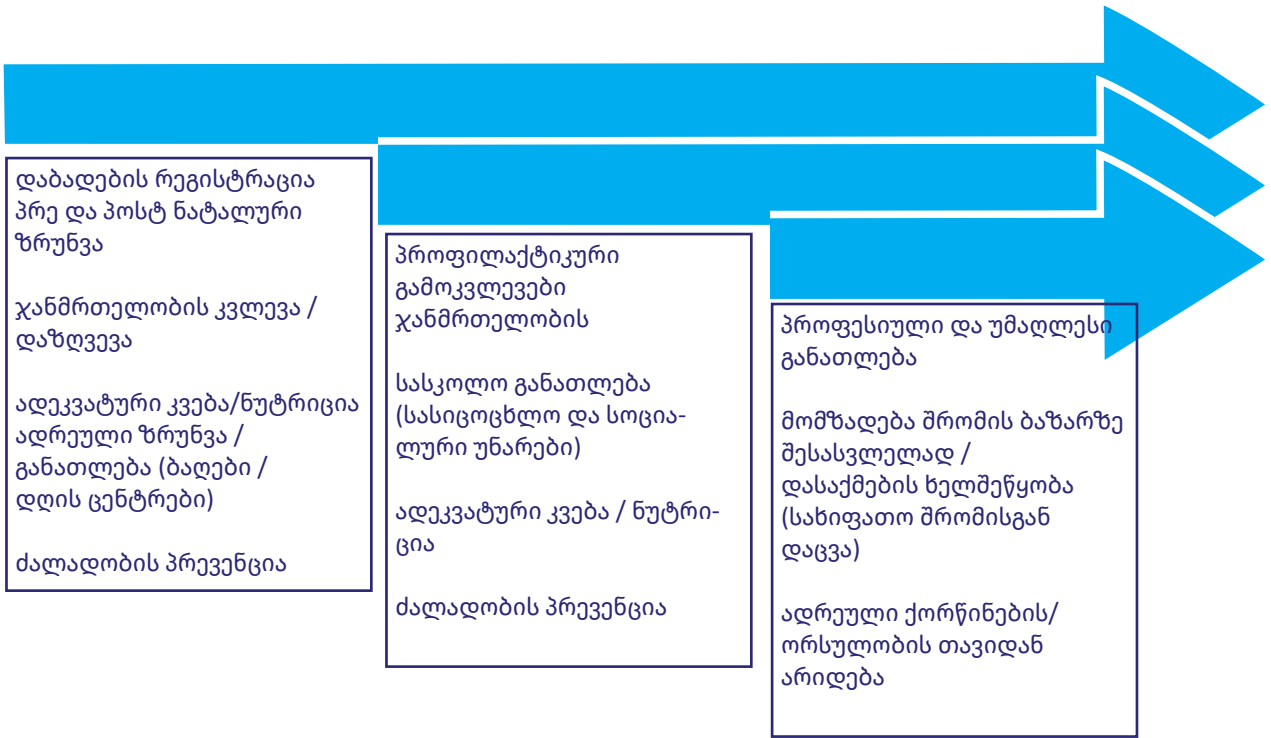 დაბადების რეგისტრაცია
პრე და პოსტ ნატალური
ზრუნვა
ჯანმრთელობის კვლევა /
დაზღვევა
ადეკვატური კვება/ნუტრიცია
ადრეული ზრუნვა /
განათლება (ბაღები /
დღის ცენტრები)
ძალადობის პრევენცია
პროფილაქტიკური
გამოკვლევები
ჯანმრთელობის
სასკოლო განათლება
(სასიცოცხლო და სოცია-
ლური უნარები)
ადეკვატური კვება / ნუტრი-
ცია
ძალადობის პრევენცია
პროფესიული და უმაღლესი
განათლება
მომზადება შრომის ბაზარზე
შესასვლელად /
დასაქმების ხელშეწყობა
(სახიფათო შრომისგან
დაცვა)
ადრეული ქორწინების/
ორსულობის თავიდან
არიდება